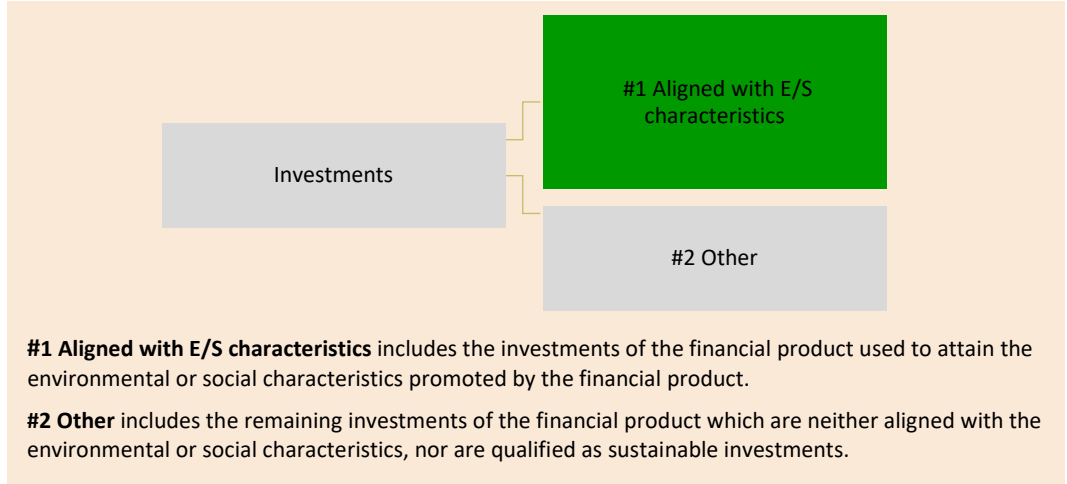 #1 Aligned with E/S
characteristics
Investments
#2 Other
#1 Aligned with E/S characteristics includes the investments of the financial product used to attain the
environmental or social characteristics promoted by the financial product.
#2 Other includes the remaining investments of the financial product which are neither aligned with the
environmental or social characteristics, nor are qualified as sustainable investments.